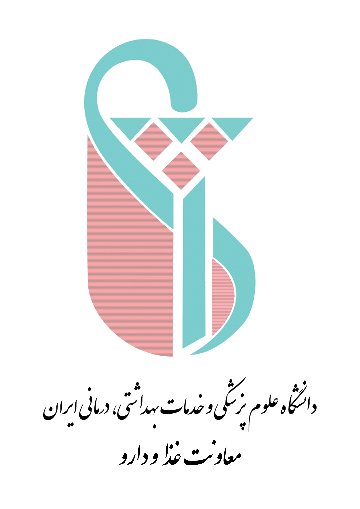 دانشگاه علوم پزشکی و خدمات بهداشتی، درمانی ایران
معاونت غذا و دارو